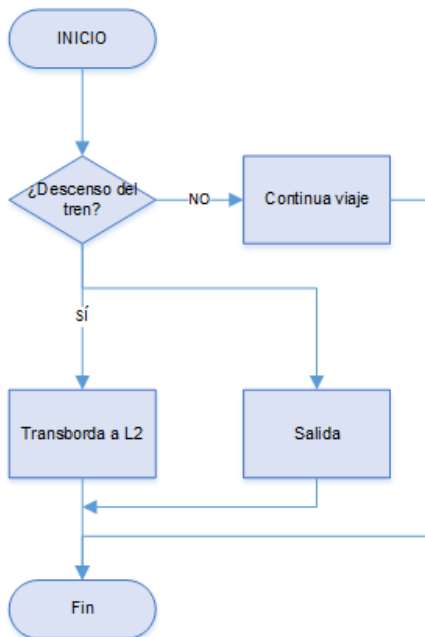 INICIO
¿Descenso del
tren?
NO
Continua viaje
SÍ
Transborda a L2
Salida
Fin